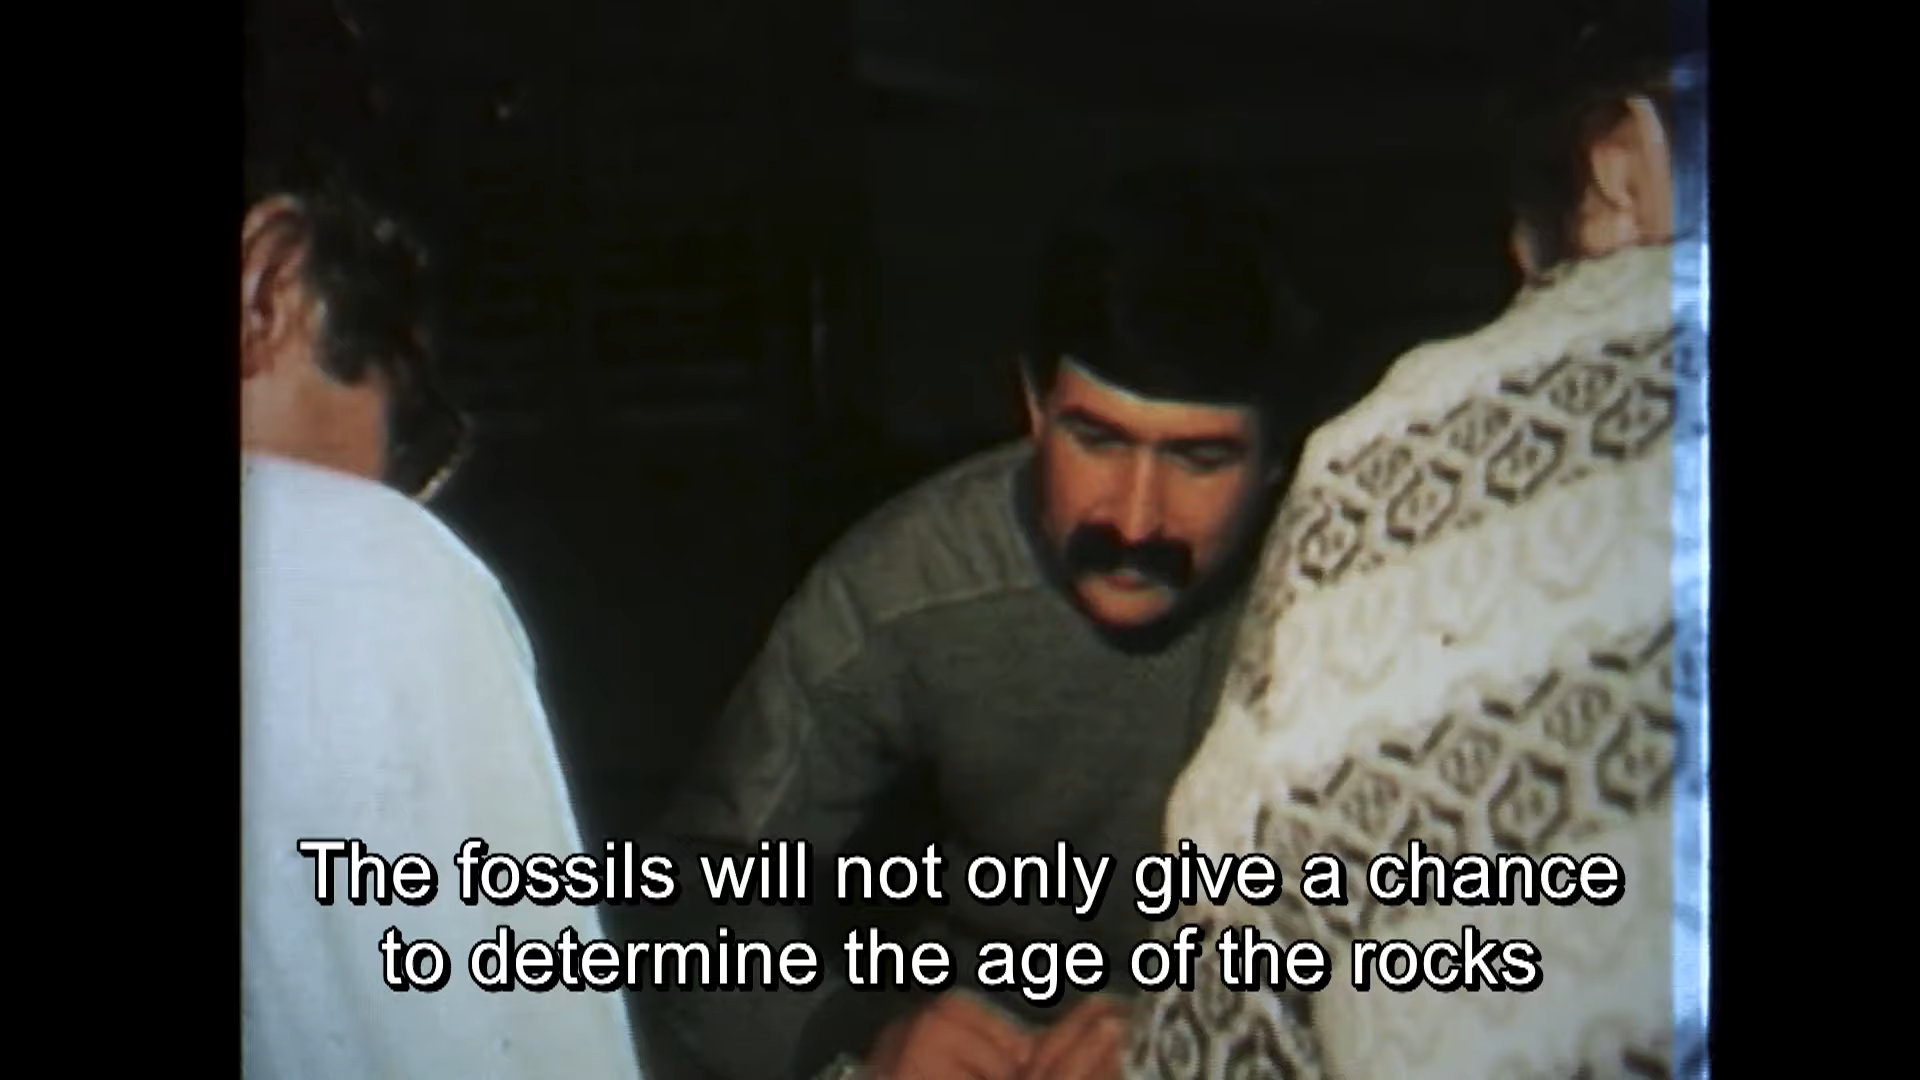 The fossils will not only give a chance
to determine the age of the rocks